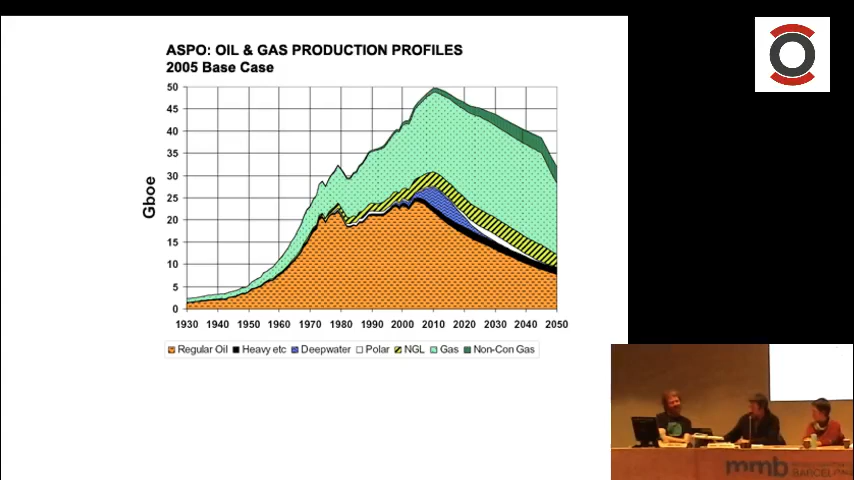 ASPO: OIL & GAS PRODUCTION PROFILES
2005 Base Case
Gboe
50
45
40
35
30
25
20
15
10
5
0
1930 1940 1950 1960 1970 1980 1990 2000 2010 2020 2030 2040 2050
Regular Oil Heavy etc Deepwater Polar NGL Gas Non-Con Gas
mmb
BARCELONA